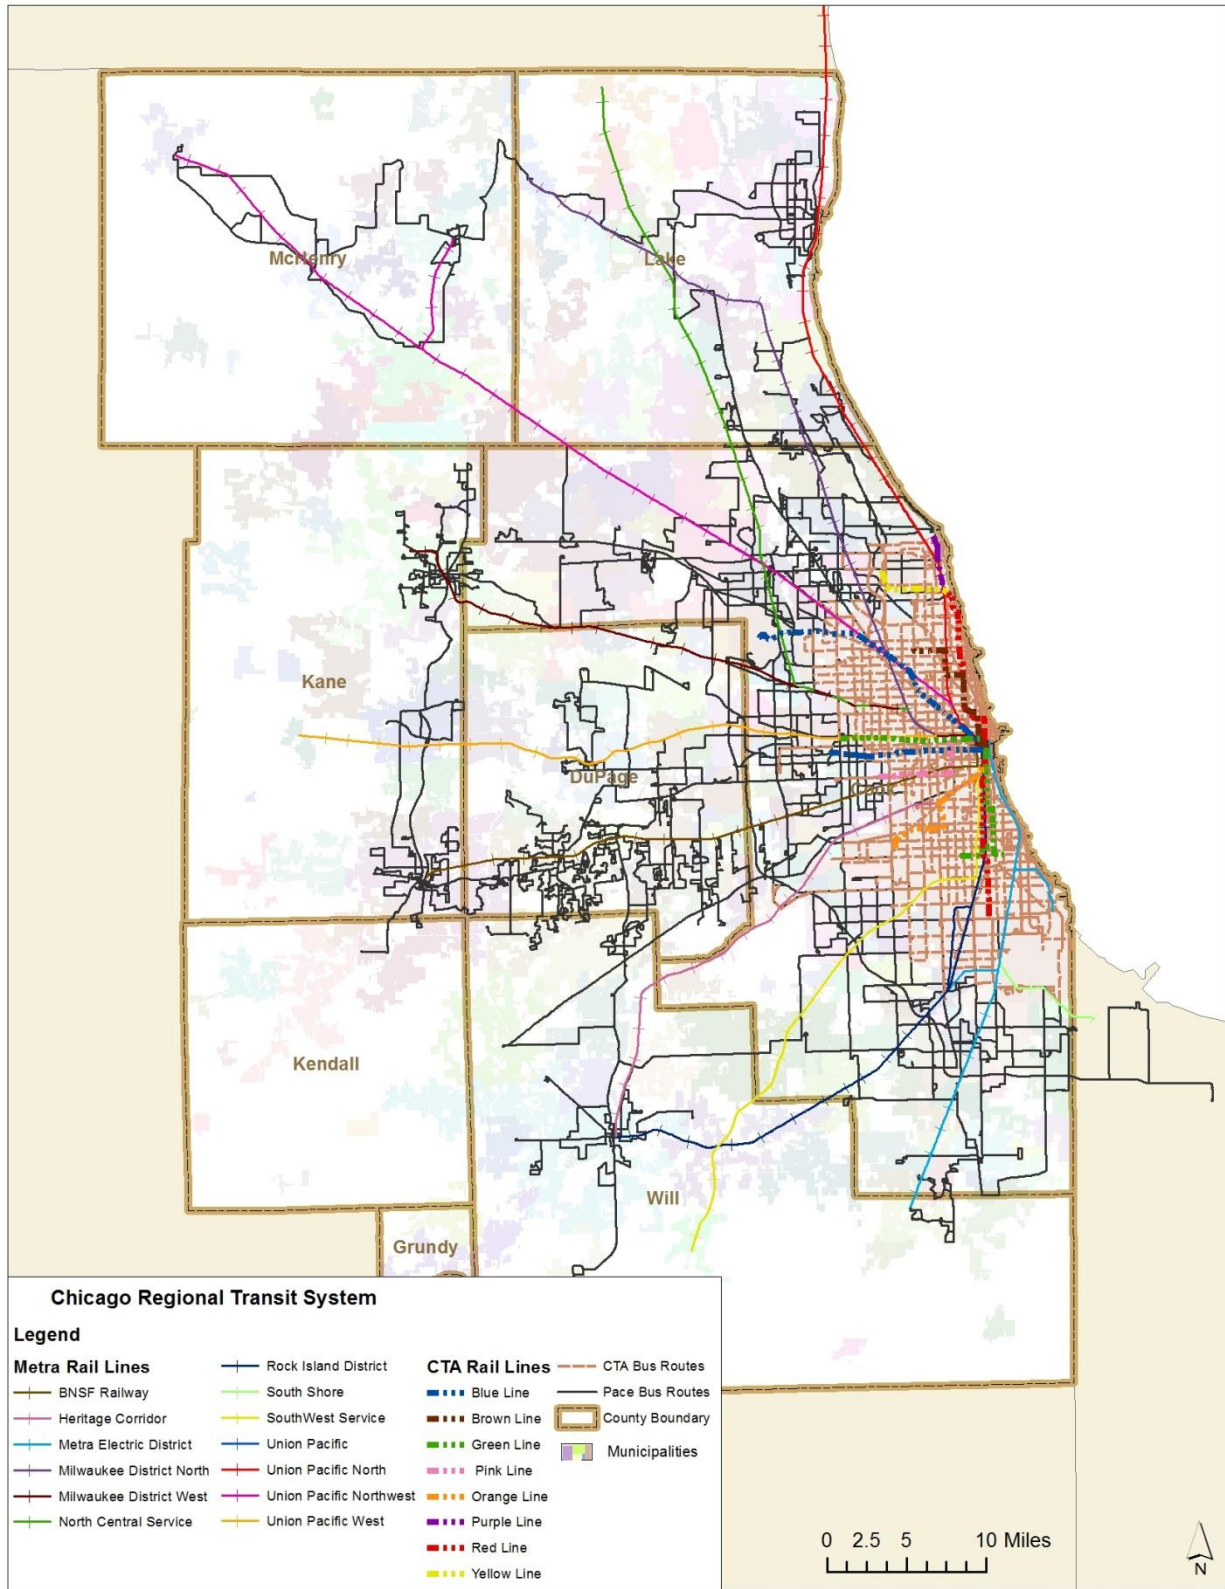 McHenry
Lake
Kane
DuPage
Cook
Kendall
Will
Grundy
Chicago Regional Transit System
Legend
Metra Rail Lines
BNSF Railway
Heritage Corridor
Metra Electric District
Milwaukee District North
Milwaukee District West
North Central Service
Rock Island District
South Shore
SouthWest Service
Union Pacific
Union Pacific North
Union Pacific Northwest
Union Pacific West
CTA Rail Lines
Blue Line
Brown Line
Green Line
Pink Line
Orange Line
Purple Line
Red Line
Yellow Line
CTA Bus Routes
Pace Bus Routes
County Boundary
Municipalities
0 2.5 5 10 Miles
N